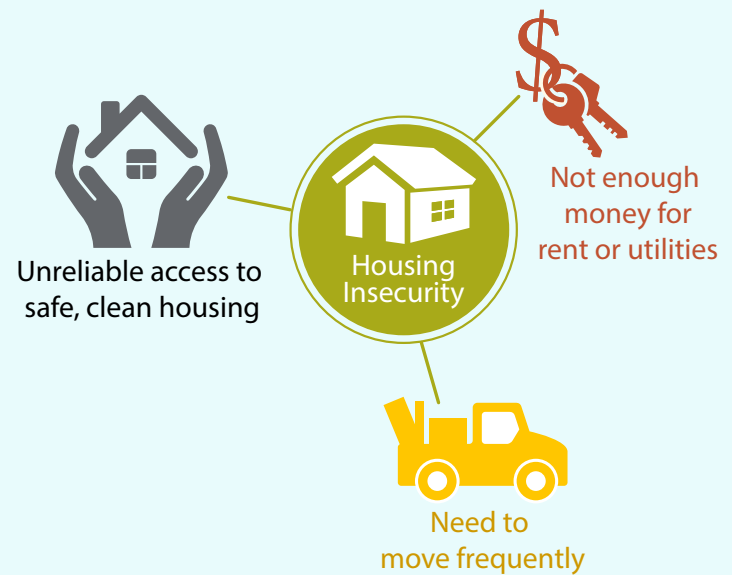 Housing
Insecurity
Not enough
money for
rent or utilities
Unreliable access to
safe, clean housing
Need to
move frequently